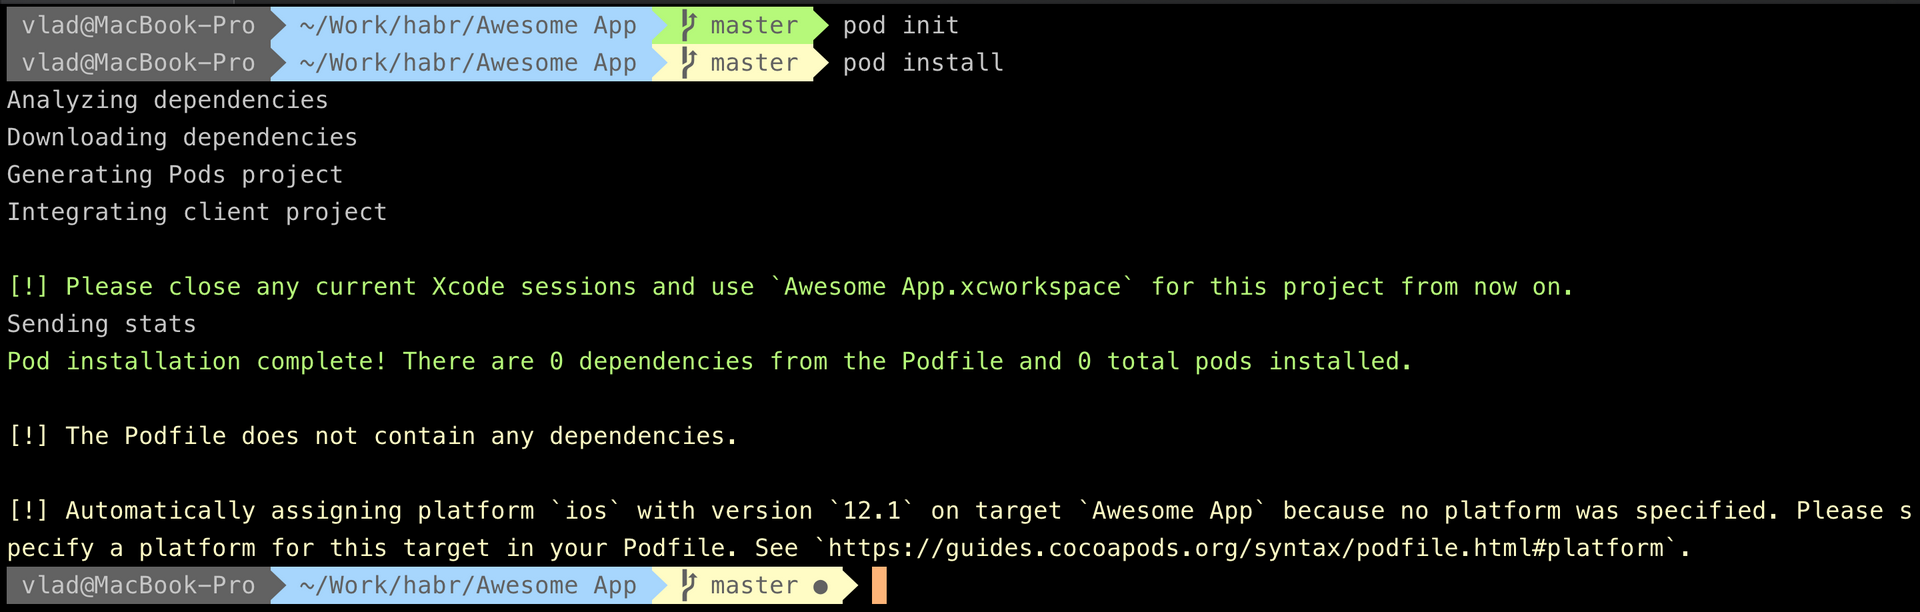 vlad@MacBook-Pro ~/Work/habr/Awesome App master pod init
vlad@MacBook-Pro ~/Work/habr/Awesome App master pod install
Analyzing dependencies
Downloading dependencies
Generating Pods project
Integrating client project
[!] Please close any current Xcode sessions and use `Awesome App.xcworkspace` for this project from now on.
Sending stats
Pod installation complete! There are 0 dependencies from the Podfile and 0 total pods installed.
[!] The Podfile does not contain any dependencies.
[!] Automatically assigning platform `ios` with version `12.1` on target `Awesome App` because no platform was specified. Please s
pecify a platform for this target in your Podfile. See `https://guides.cocoapods.org/syntax/podfile.html#platform`.
vlad@MacBook-Pro ~/Work/habr/Awesome App master ●